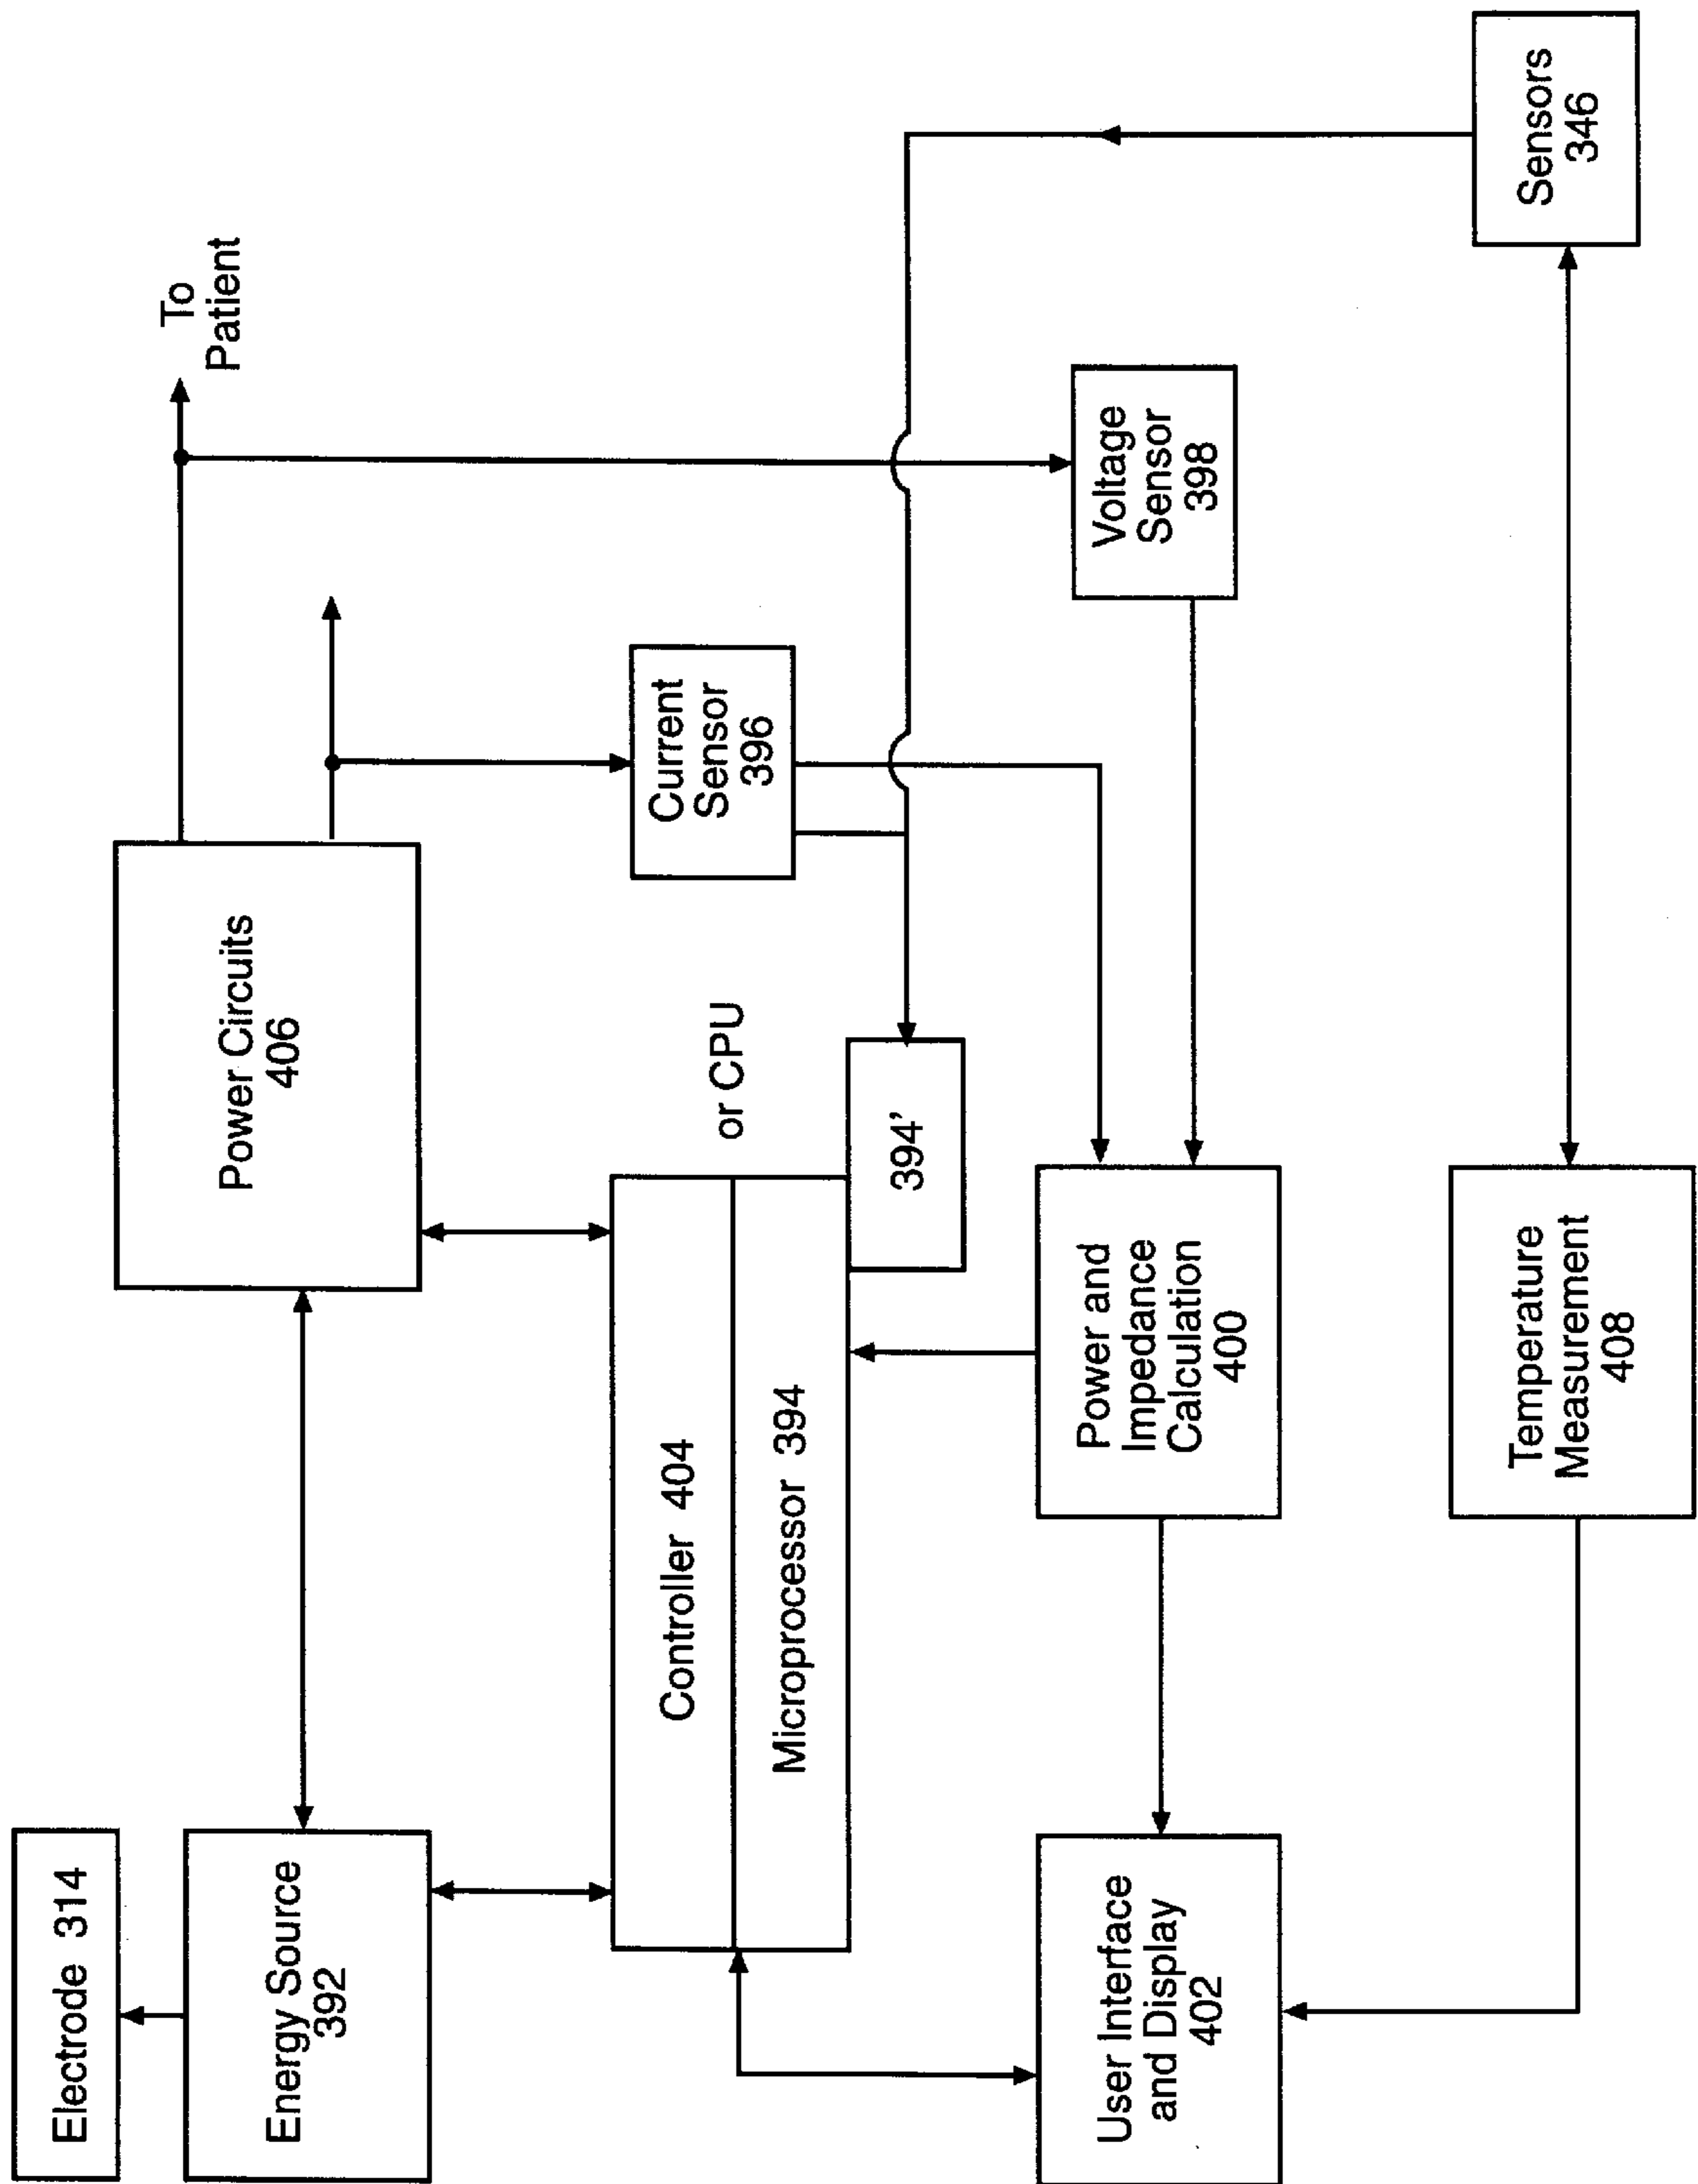 Electrode 314
Energy Source
392
Power Circuits
406
To
Patient
Controller 404
Microprocessor 394
or CPU
394'
Current
Sensor
396
Voltage
Sensor
398
User Interface
and Display
402
Power and
Impedance
Calculation
400
Temperature
Measurement
408
Sensors
346